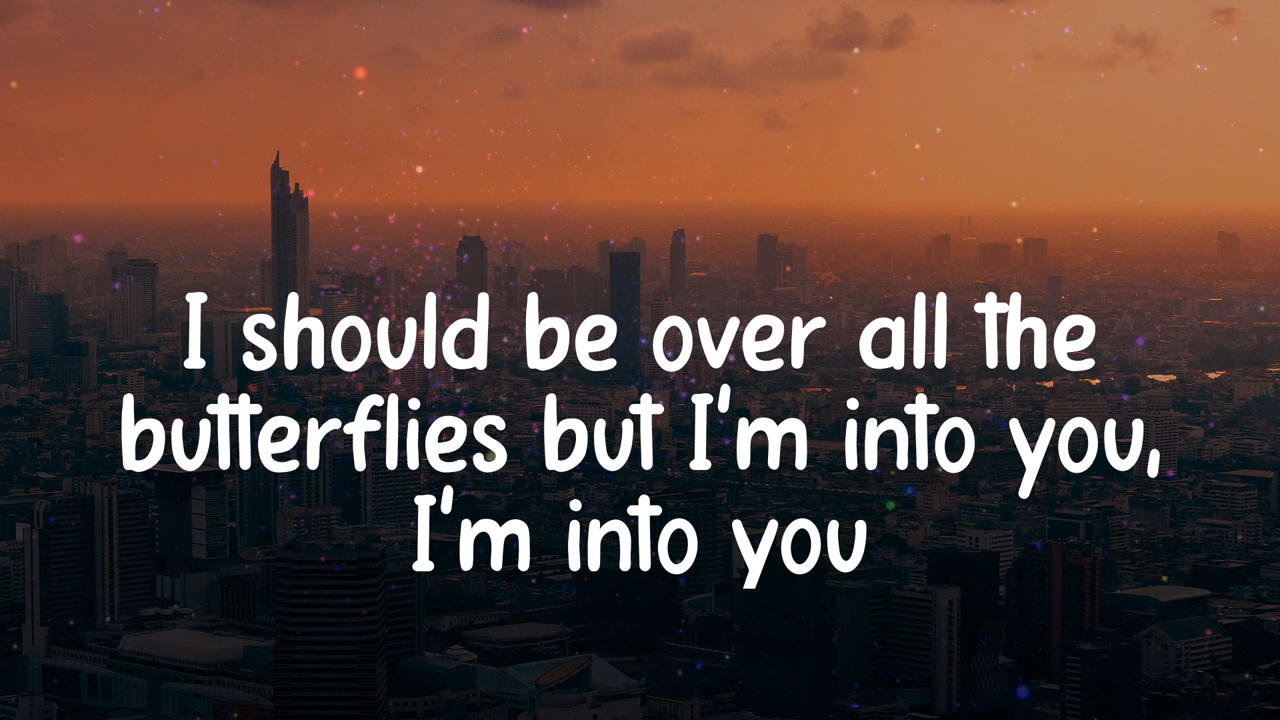 I should be over all the
butterflies but I'm into you,
I'm into you